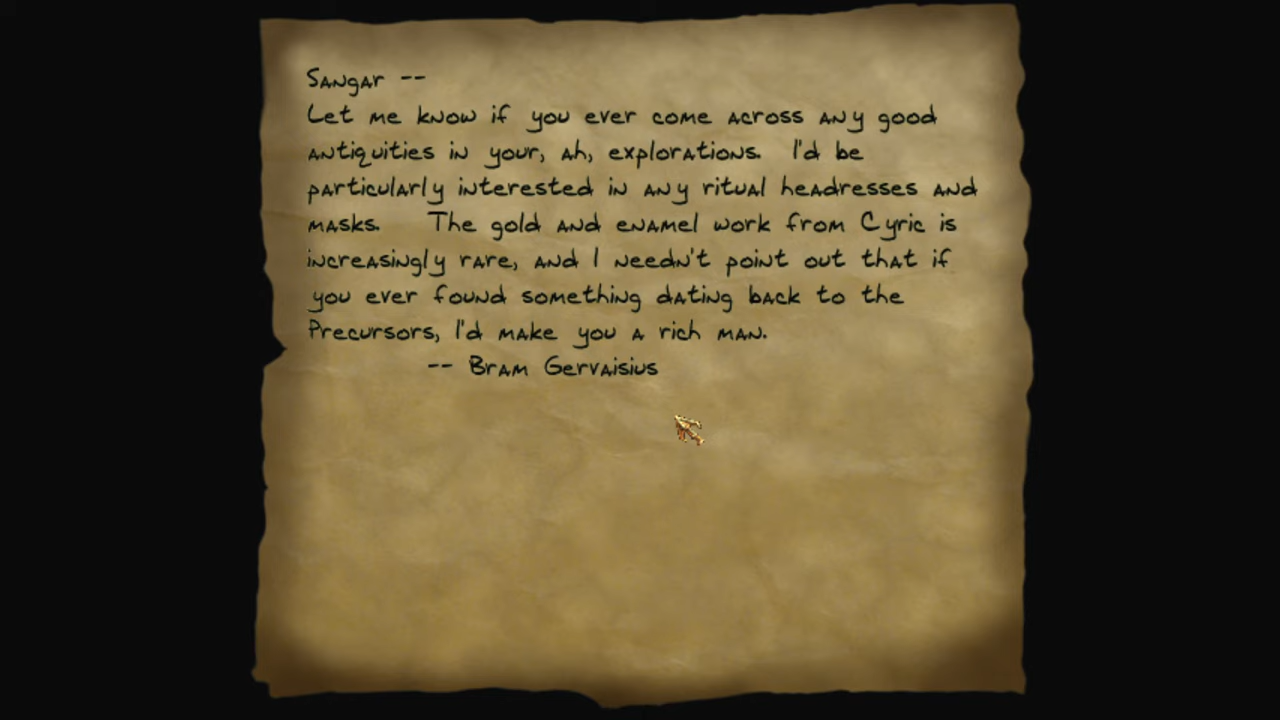 Sangar --
Let me know if you ever come across any good
antiquities in your, ah, explorations. I'd be
particularly interested in any ritual headresses and
masks. The gold and enamel work from Cyric is
increasingly rare, and I needn't point out that if
you ever found something dating back to the
Precursors, I'd make you a rich man.
-- Bram Gervaisius